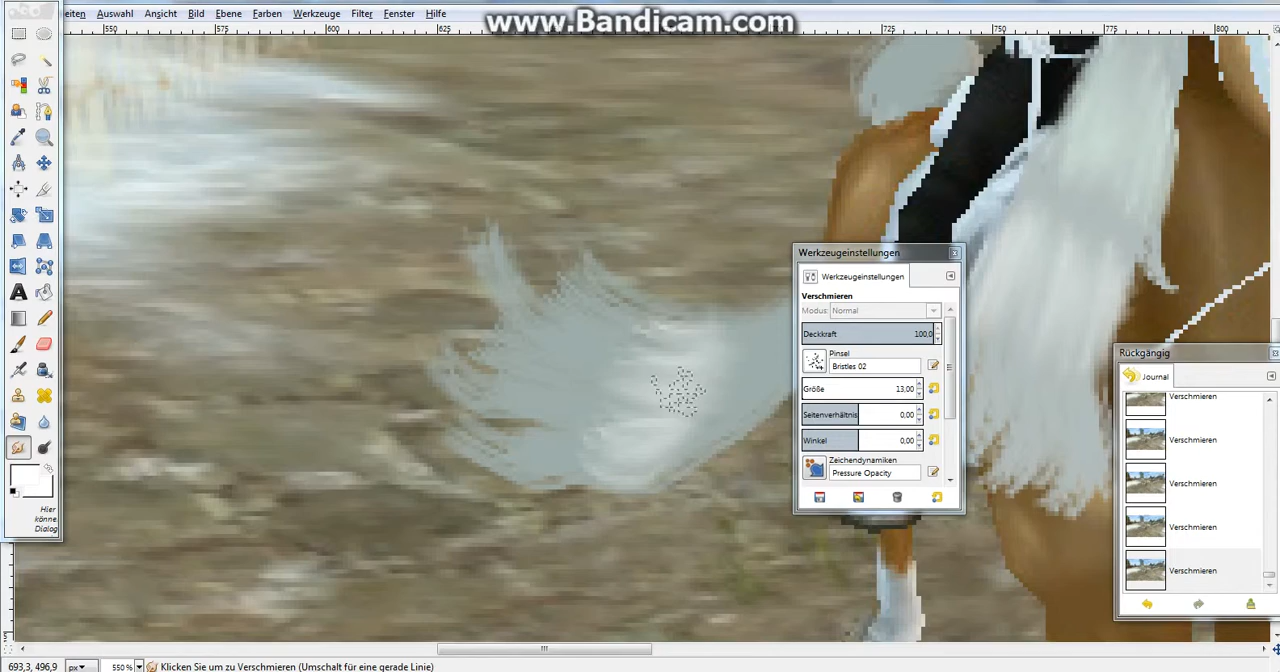 www.Bandicam.com
eiten Auswahl Ansicht Bild Ebene Farben Werkzeuge Filter Fenster Hilfe
575 600 625 725 750 775 800
Werkzeugeinstellungen
Werkzeugeinstellungen
Verschmieren
Modus: Normal
Deckkraft 100,0
Pinsel
Bristles 02
Größe 13,00
Seitenverhältnis 0,00
Winkel 0,00
Zeichendynamiken
Pressure Opacity
Rückgängig
Journal
Verschmieren
Verschmieren
Verschmieren
Verschmieren
Verschmieren
Hier
könne
Dialog
693,3, 496,9 px 550 % Klicken Sie um zu Verschmieren (Umschalt für eine gerade Linie)